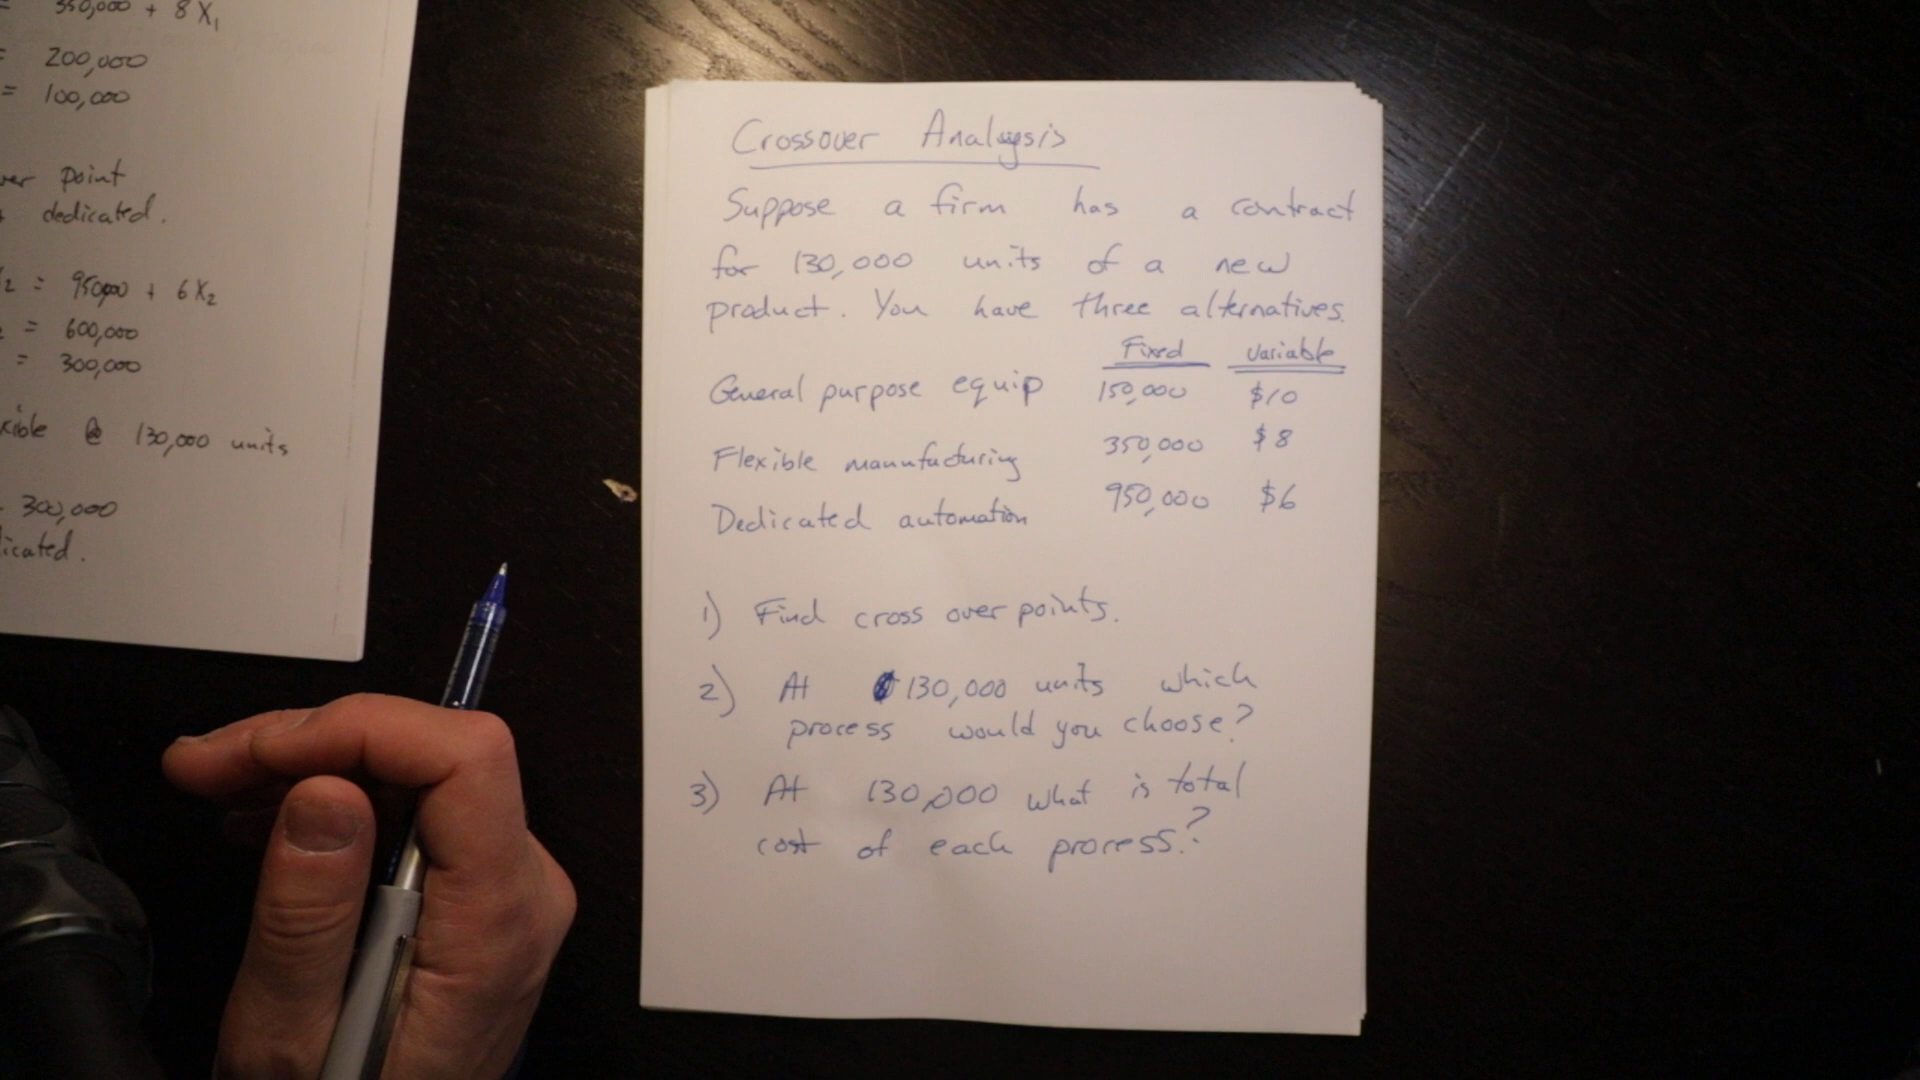 = 350,000 + 8X₁
= 200,000
= 100,000
point
dedicated.
= 950,000 + 6X₂
= 600,000
= 300,000
@ 130,000 units
300,000
Crossover Analysis
Suppose a firm has a contract
for 130,000 units of a new
product. You have three alternatives.
Fixed Variable
General purpose equip 150,000 $10
Flexible manufacturing 350,000 $8
Dedicated automation 950,000 $6
1) Find cross over points.
2) At 130,000 units which
process would you choose?
3) At 130,000 what is total
cost of each process?